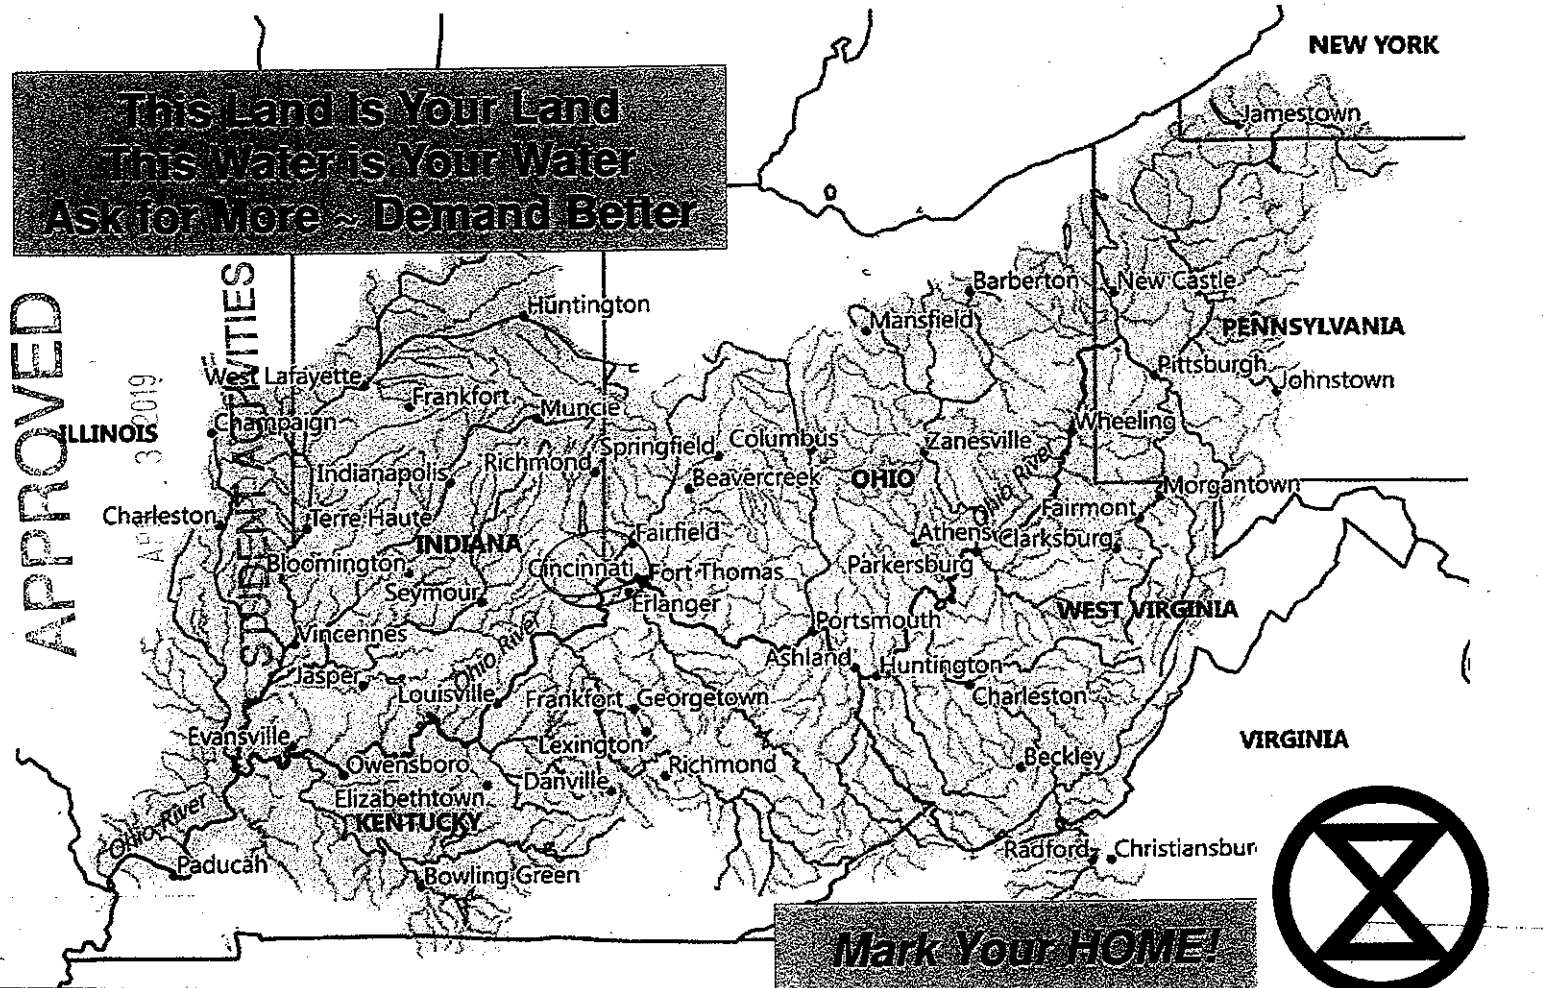 This Land Is Your Land
This Water is Your Water
Ask for More ~ Demand Better
NEW YORK
Jamestown
APPROVED
STUDENT ACTIVITIES
3 2019
Huntington
Barberton
New Castle
Mansfield
PENNSYLVANIA
West Lafayette
Pittsburgh
Johnstown
Frankfort
Muncie
ILLINOIS
Champaign
Wheeling
Springfield
Columbus
Zanesville
Indianapolis
Richmond
Beavercreek
OHIO
Ohio River
Morgantown
Charleston
Terre Haute
Fairmont
Fairfield
Athens
Clarksburg
INDIANA
Bloomington
Cincinnati
Fort Thomas
Parkersburg
Seymour
Erlanger
WEST VIRGINIA
Vincennes
Portsmouth
Ohio River
Ashland
Huntington
Jasper
Louisville
Frankfort
Georgetown
Charleston
Evansville
Lexington
VIRGINIA
Owensboro
Danville
Richmond
Beckley
Elizabethtown
KENTUCKY
Ohio River
Paducah
Bowling Green
Radford
Christiansbur
Mark Your HOME!